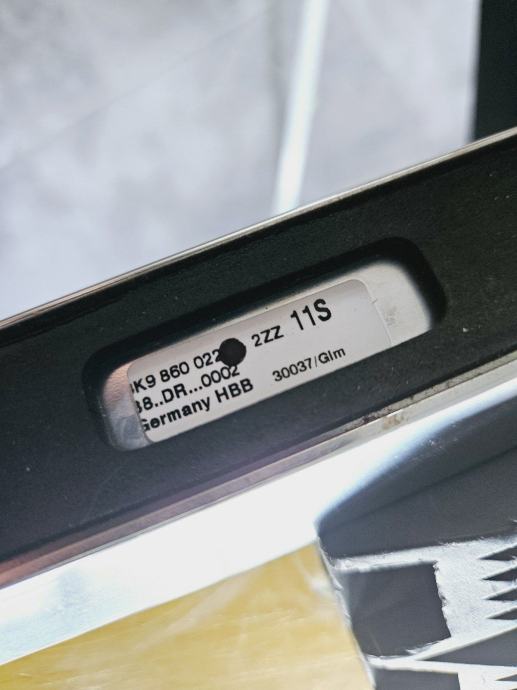 K9 860 022 2ZZ 11S
8..DR...0002
Germany HBB 30037/Glm